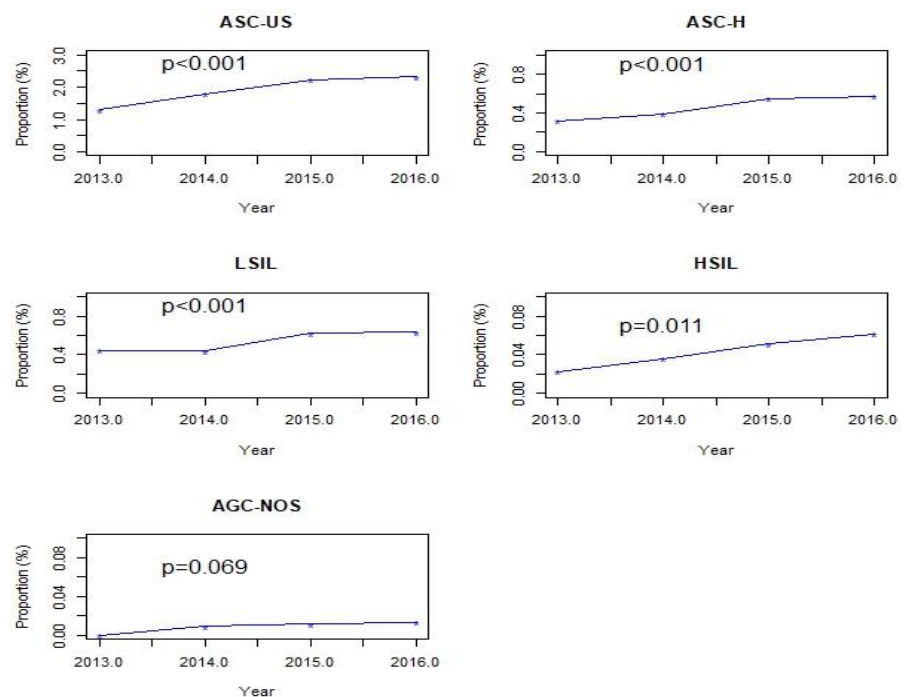 ASC-US
p<0.001
Proportion (%)
0.0 1.0 2.0 3.0
2013.0 2014.0 2015.0 2016.0
Year
ASC-H
p<0.001
Proportion (%)
0.0 0.4 0.8
2013.0 2014.0 2015.0 2016.0
Year
LSIL
p<0.001
Proportion (%)
0.0 0.4 0.8
2013.0 2014.0 2015.0 2016.0
Year
HSIL
p=0.011
Proportion (%)
0.00 0.04 0.08
2013.0 2014.0 2015.0 2016.0
Year
AGC-NOS
p=0.069
Proportion (%)
0.00 0.04 0.08
2013.0 2014.0 2015.0 2016.0
Year